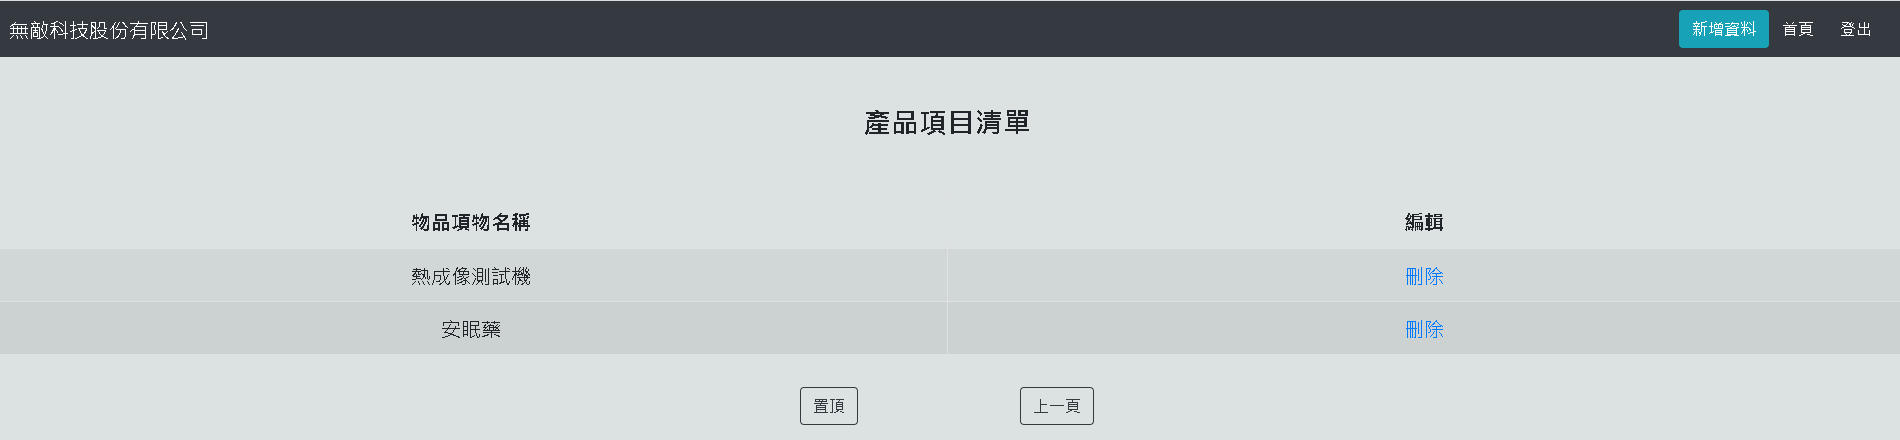 無敵科技股份有限公司 新增資料 首頁 登出
產品項目清單
物品項物名稱 編輯
熱成像測試機 刪除
安眠藥 刪除
置頂 上一頁